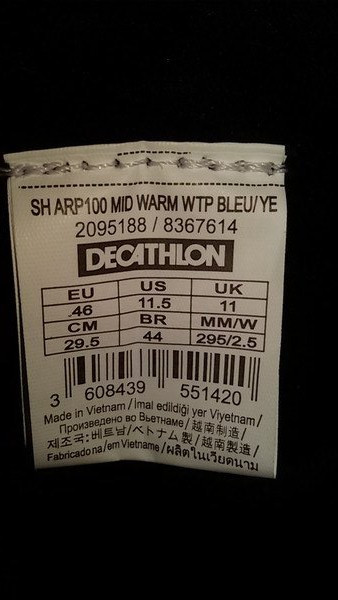 SH ARP100 MID WARM WTP BLEU/YE
2095188 / 8367614
DECATHLON
EU US UK
46 11.5 11
CM BR MM/W
29.5 44 295/2.5
3 608439 551420
Made in Vietnam / İmal edildiği yer Viyetnam /
Произведено во Вьетнаме / 越南制造 /
제조국:베트남/ベトナム製/越南製造/
Fabricado na/em Vietname/ผลิตในเวียดนาม